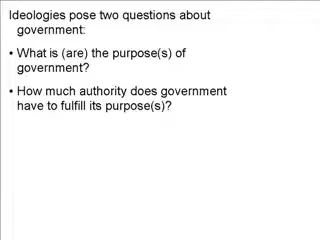 Ideologies pose two questions about
government:
• What is (are) the purpose(s) of
government?
• How much authority does government
have to fulfill its purpose(s)?